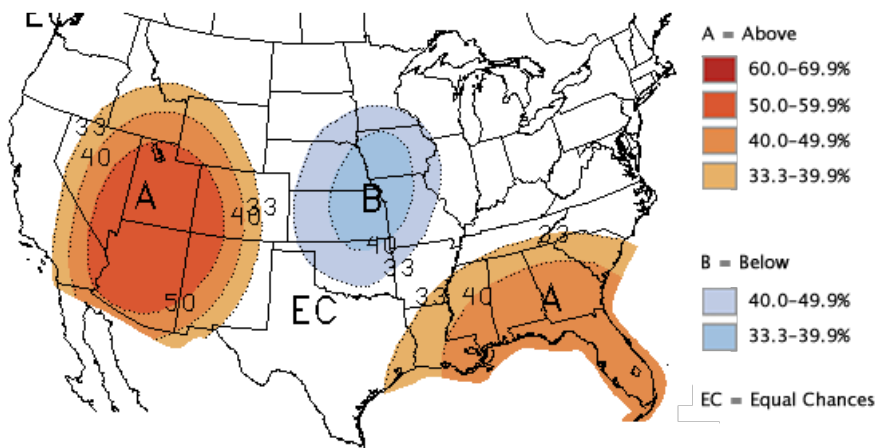 EC
A = Above
60.0-69.9%
50.0-59.9%
40.0-49.9%
33.3-39.9%
33
40
A
40
33
50
B
40
33
EC
33
33
40
A
B = Below
40.0-49.9%
33.3-39.9%
EC = Equal Chances